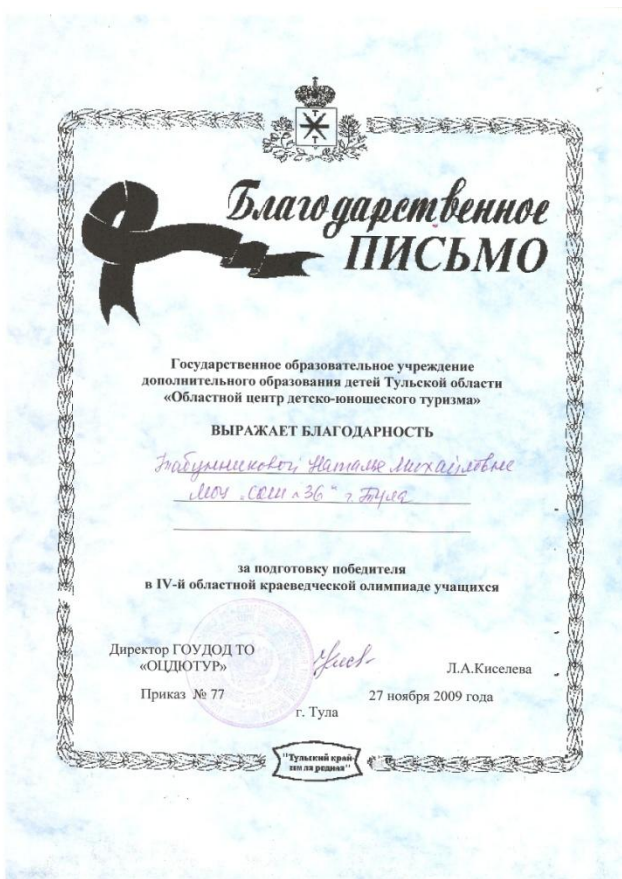 Благодарственное
ПИСЬМО
Государственное образовательное учреждение
дополнительного образования детей Тульской области
«Областной центр детско-юношеского туризма»
ВЫРАЖАЕТ БЛАГОДАРНОСТЬ
Табунщиковой Наталье Михайловне
МОУ „СОШ №36" г. Тула
за подготовку победителя
в IV-й областной краеведческой олимпиаде учащихся
Директор ГОУДОД ТО
«ОЦДЮТУР»
Л.А.Киселева
Приказ № 77
27 ноября 2009 года
г. Тула
"Тульский край-
земля родная"